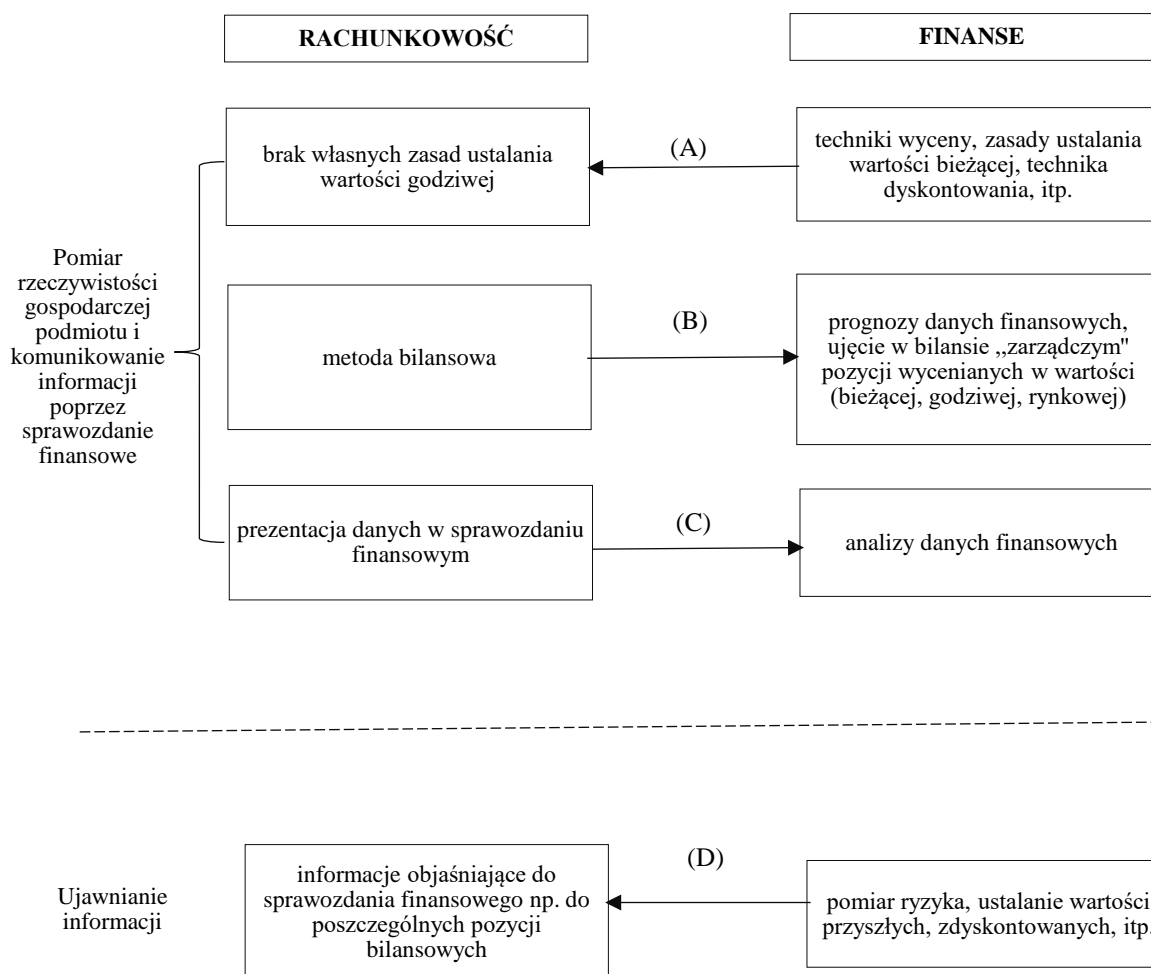 RACHUNKOWOŚĆ
FINANSE
brak własnych zasad ustalania
wartości godziwej
(A)
techniki wyceny, zasady ustalania
wartości bieżącej, technika
dyskontowania, itp.
Pomiar
rzeczywistości
gospodarczej
podmiotu i
komunikowanie
informacji
poprzez
sprawozdanie
finansowe
metoda bilansowa
(B)
prognozy danych finansowych,
ujęcie w bilansie ,,zarządczym"
pozycji wycenianych w wartości
(bieżącej, godziwej, rynkowej)
prezentacja danych w sprawozdaniu
finansowym
(C)
analizy danych finansowych
Ujawnianie
informacji
informacje objaśniające do
sprawozdania finansowego np. do
poszczególnych pozycji
bilansowych
(D)
pomiar ryzyka, ustalanie wartości
przyszłych, zdyskontowanych, itp.